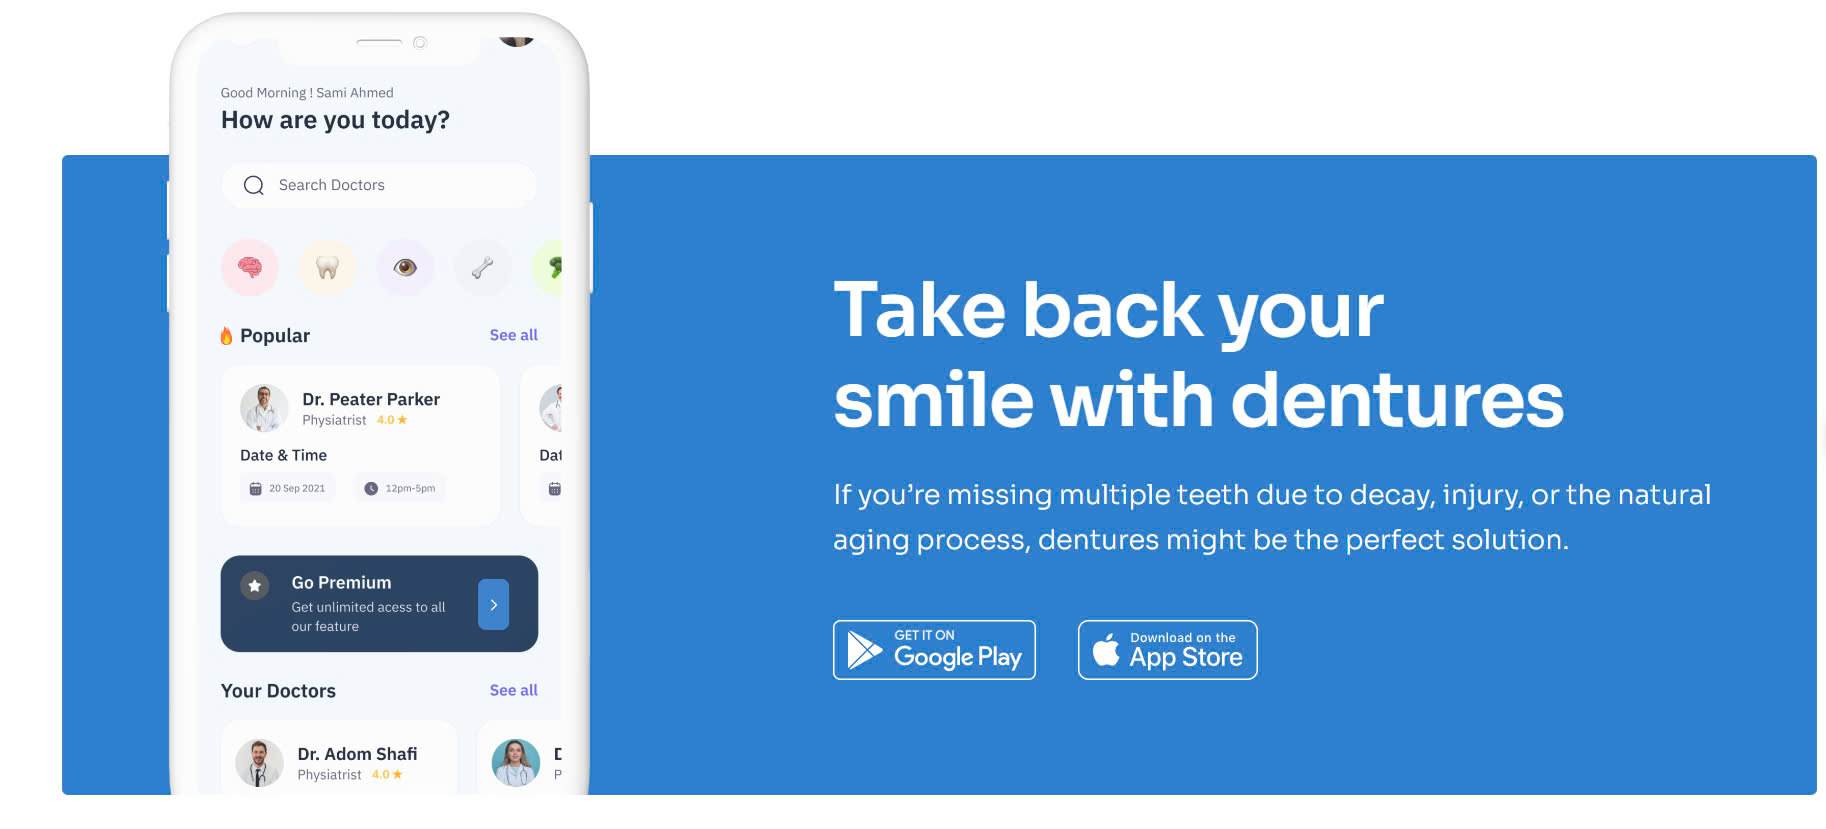 Good Morning ! Sami Ahmed
How are you today?
Search Doctors
Popular
See all
Dr. Peater Parker
Physiatrist 4.0
Date & Time
20 Sep 2021
12pm-5pm
Dat
Go Premium
Get unlimited acess to all
our feature
Your Doctors
See all
Dr. Adom Shafi
Physiatrist 4.0
D
P
Take back your
smile with dentures
If you’re missing multiple teeth due to decay, injury, or the natural
aging process, dentures might be the perfect solution.
GET IT ON
Google Play
Download on the
App Store